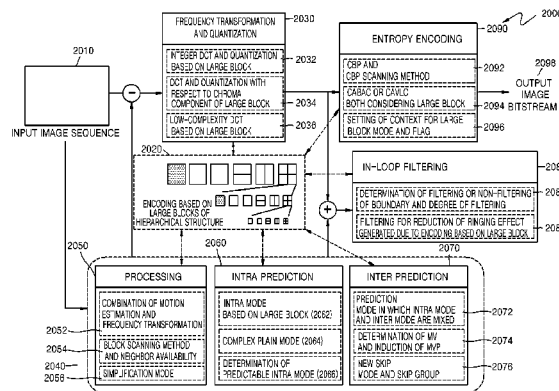 2000
2010
INPUT IMAGE SEQUENCE
FREQUENCY TRANSFORMATION
AND QUANTIZATION
2030
INTEGER DCT AND QUANTIZATION
BASED ON LARGE BLOCK
2032
DCT AND QUANTIZATION WITH
RESPECT TO CHROMA
COMPONENT OF LARGE BLOCK
2034
LOW-COMPLEXITY DCT
BASED ON LARGE BLOCK
2036
2090
ENTROPY ENCODING
CBP AND
CBP SCANNING METHOD
2092
CABAC OR CAVLC
BOTH CONSIDERING LARGE BLOCK
2094
SETTING OF CONTEXT FOR LARGE
BLOCK MODE AND FLAG
2096
2098
OUTPUT
IMAGE
BITSTREAM
2020
ENCODING BASED ON
LARGE BLOCKS OF
HIERARCHICAL STRUCTURE
IN-LOOP FILTERING
DETERMINATION OF FILTERING OR NON-FILTERING
OF BOUNDARY AND DEGREE OF FILTERING
FILTERING FOR REDUCTION OF RINGING EFFECT
GENERATED DUE TO ENCODING BASED ON LARGE BLOCK
2050
PROCESSING
COMBINATION OF MOTION
ESTIMATION AND
FREQUENCY TRANSFORMATION
2052
BLOCK SCANNING METHOD
AND NEIGHBOR AVAILABILITY
2054
2040
SIMPLIFICATION MODE
2056
2060
INTRA PREDICTION
INTRA MODE
BASED ON LARGE BLOCK (2062)
COMPLEX PLAIN MODE (2064)
DETERMINATION OF
PREDICTABLE INTRA MODE (2066)
2070
INTER PREDICTION
PREDICTION
MODE IN WHICH INTRA MODE
AND INTER MODE ARE MIXED
2072
DETERMINATION OF MV
AND INDUCTION OF MVP
2074
NEW SKIP
MODE AND SKIP GROUP
2076